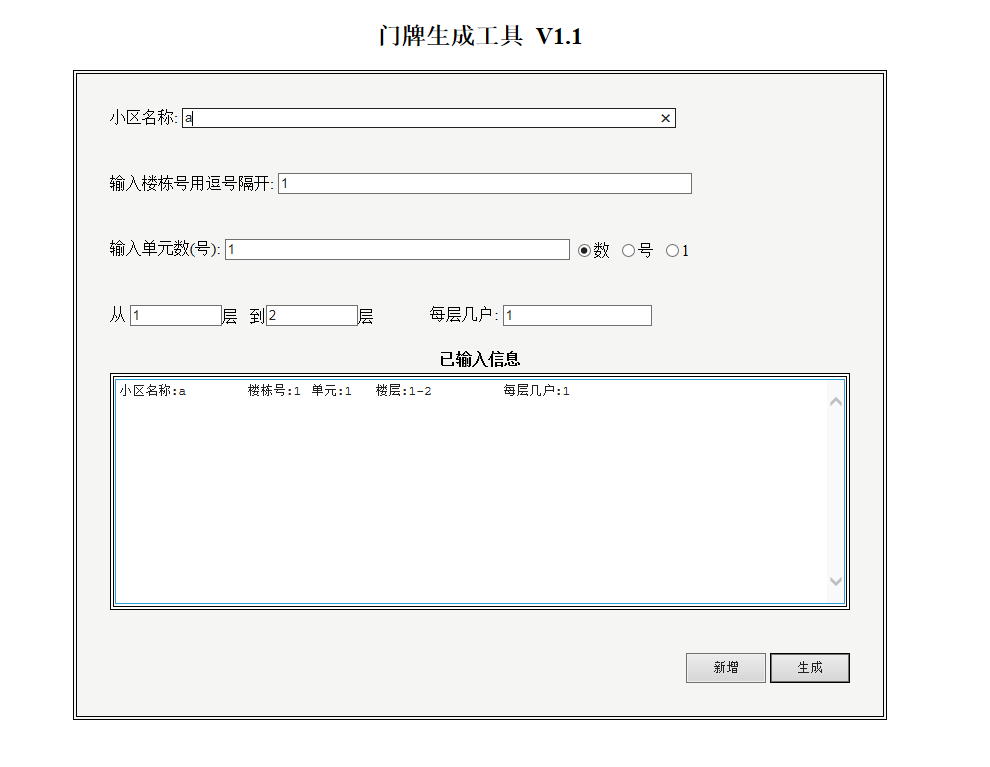 门牌生成工具 V1.1
小区名称: a ×
输入楼栋号用逗号隔开: 1
输入单元数(号): 1 数 号 1
从 1 层 到 2 层 每层几户: 1
已输入信息
小区名称:a 楼栋号:1 单元:1 楼层:1-2 每层几户:1
新增 生成